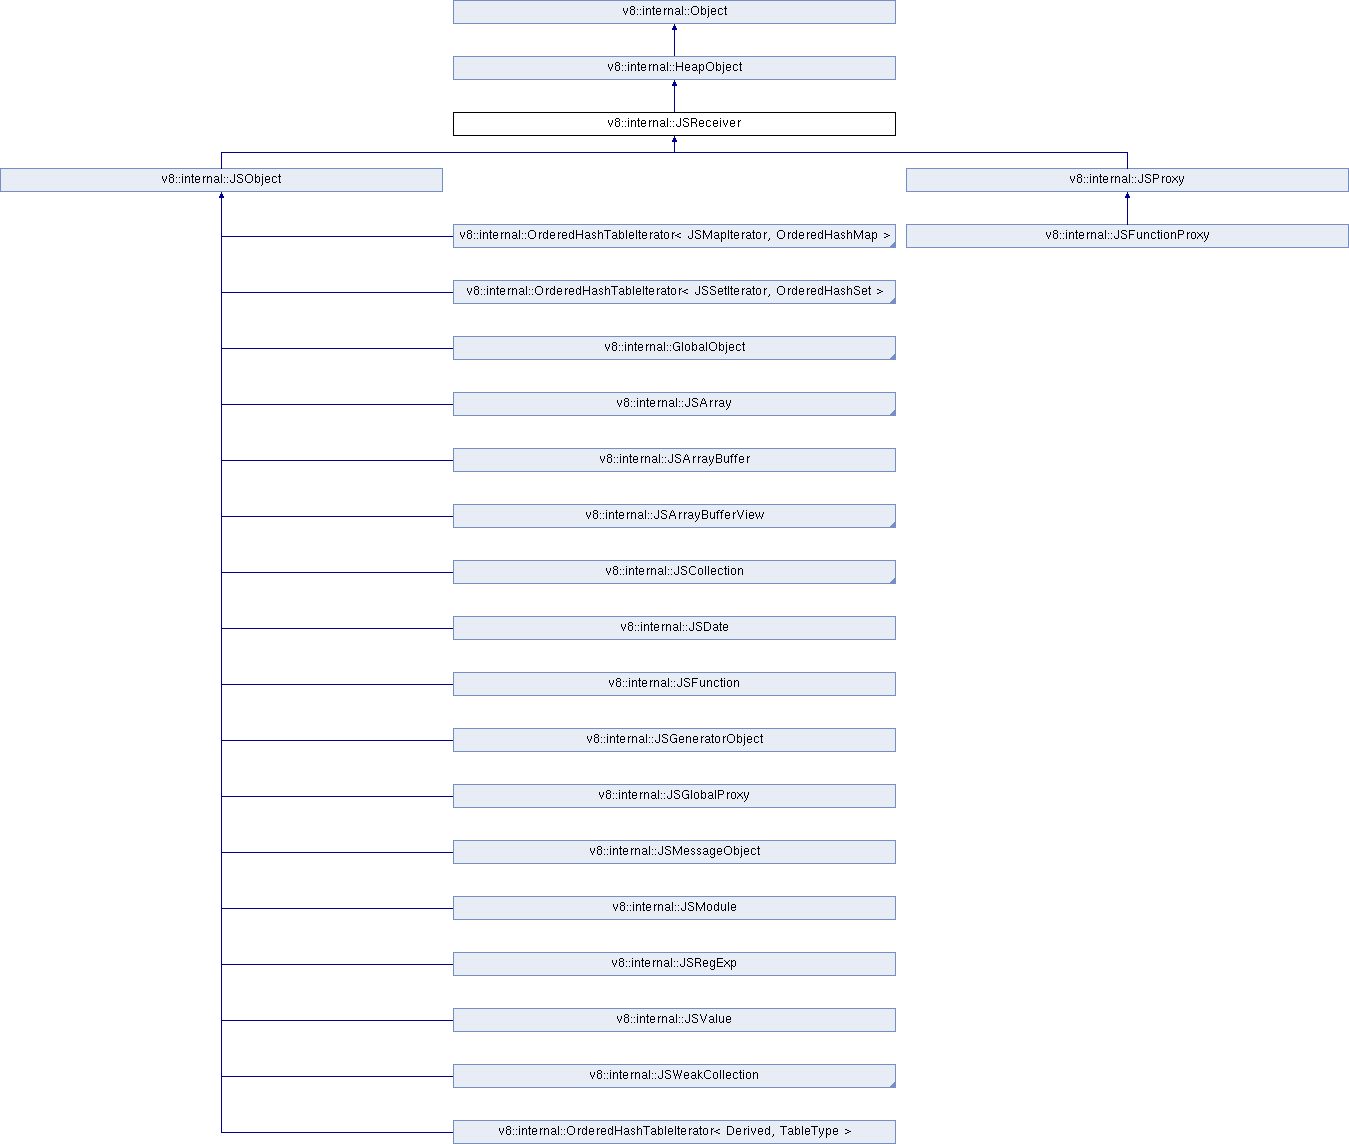 v8::internal::Object
v8::internal::HeapObject
v8::internal::JSReceiver
v8::internal::JSObject
v8::internal::JSProxy
v8::internal::OrderedHashTableIterator< JSMapIterator, OrderedHashMap >
v8::internal::JSFunctionProxy
v8::internal::OrderedHashTableIterator< JSSetIterator, OrderedHashSet >
v8::internal::GlobalObject
v8::internal::JSArray
v8::internal::JSArrayBuffer
v8::internal::JSArrayBufferView
v8::internal::JSCollection
v8::internal::JSDate
v8::internal::JSFunction
v8::internal::JSGeneratorObject
v8::internal::JSGlobalProxy
v8::internal::JSMessageObject
v8::internal::JSModule
v8::internal::JSRegExp
v8::internal::JSValue
v8::internal::JSWeakCollection
v8::internal::OrderedHashTableIterator< Derived, TableType >